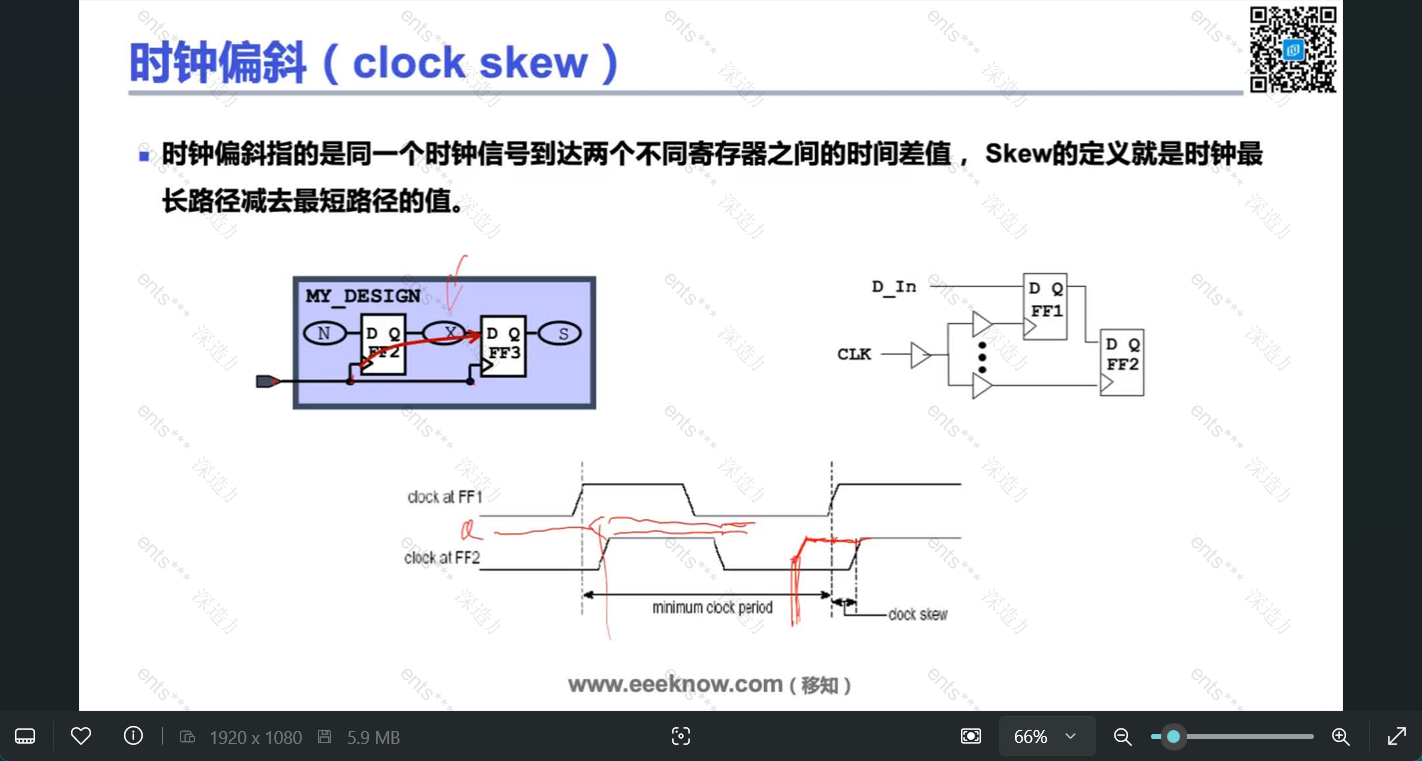 时钟偏斜（clock skew）
时钟偏斜指的是同一个时钟信号到达两个不同寄存器之间的时间差值， Skew的定义就是时钟最
长路径减去最短路径的值。
MY_DESIGN
N
D Q
FF2
X
D Q
FF3
S
D_In
D Q
FF1
CLK
D Q
FF2
clock at FF1
Q
clock at FF2
minimum clock period
clock skew
www.eeeknow.com（移知）
ents***
1920 x 1080
5.9 MB
66%